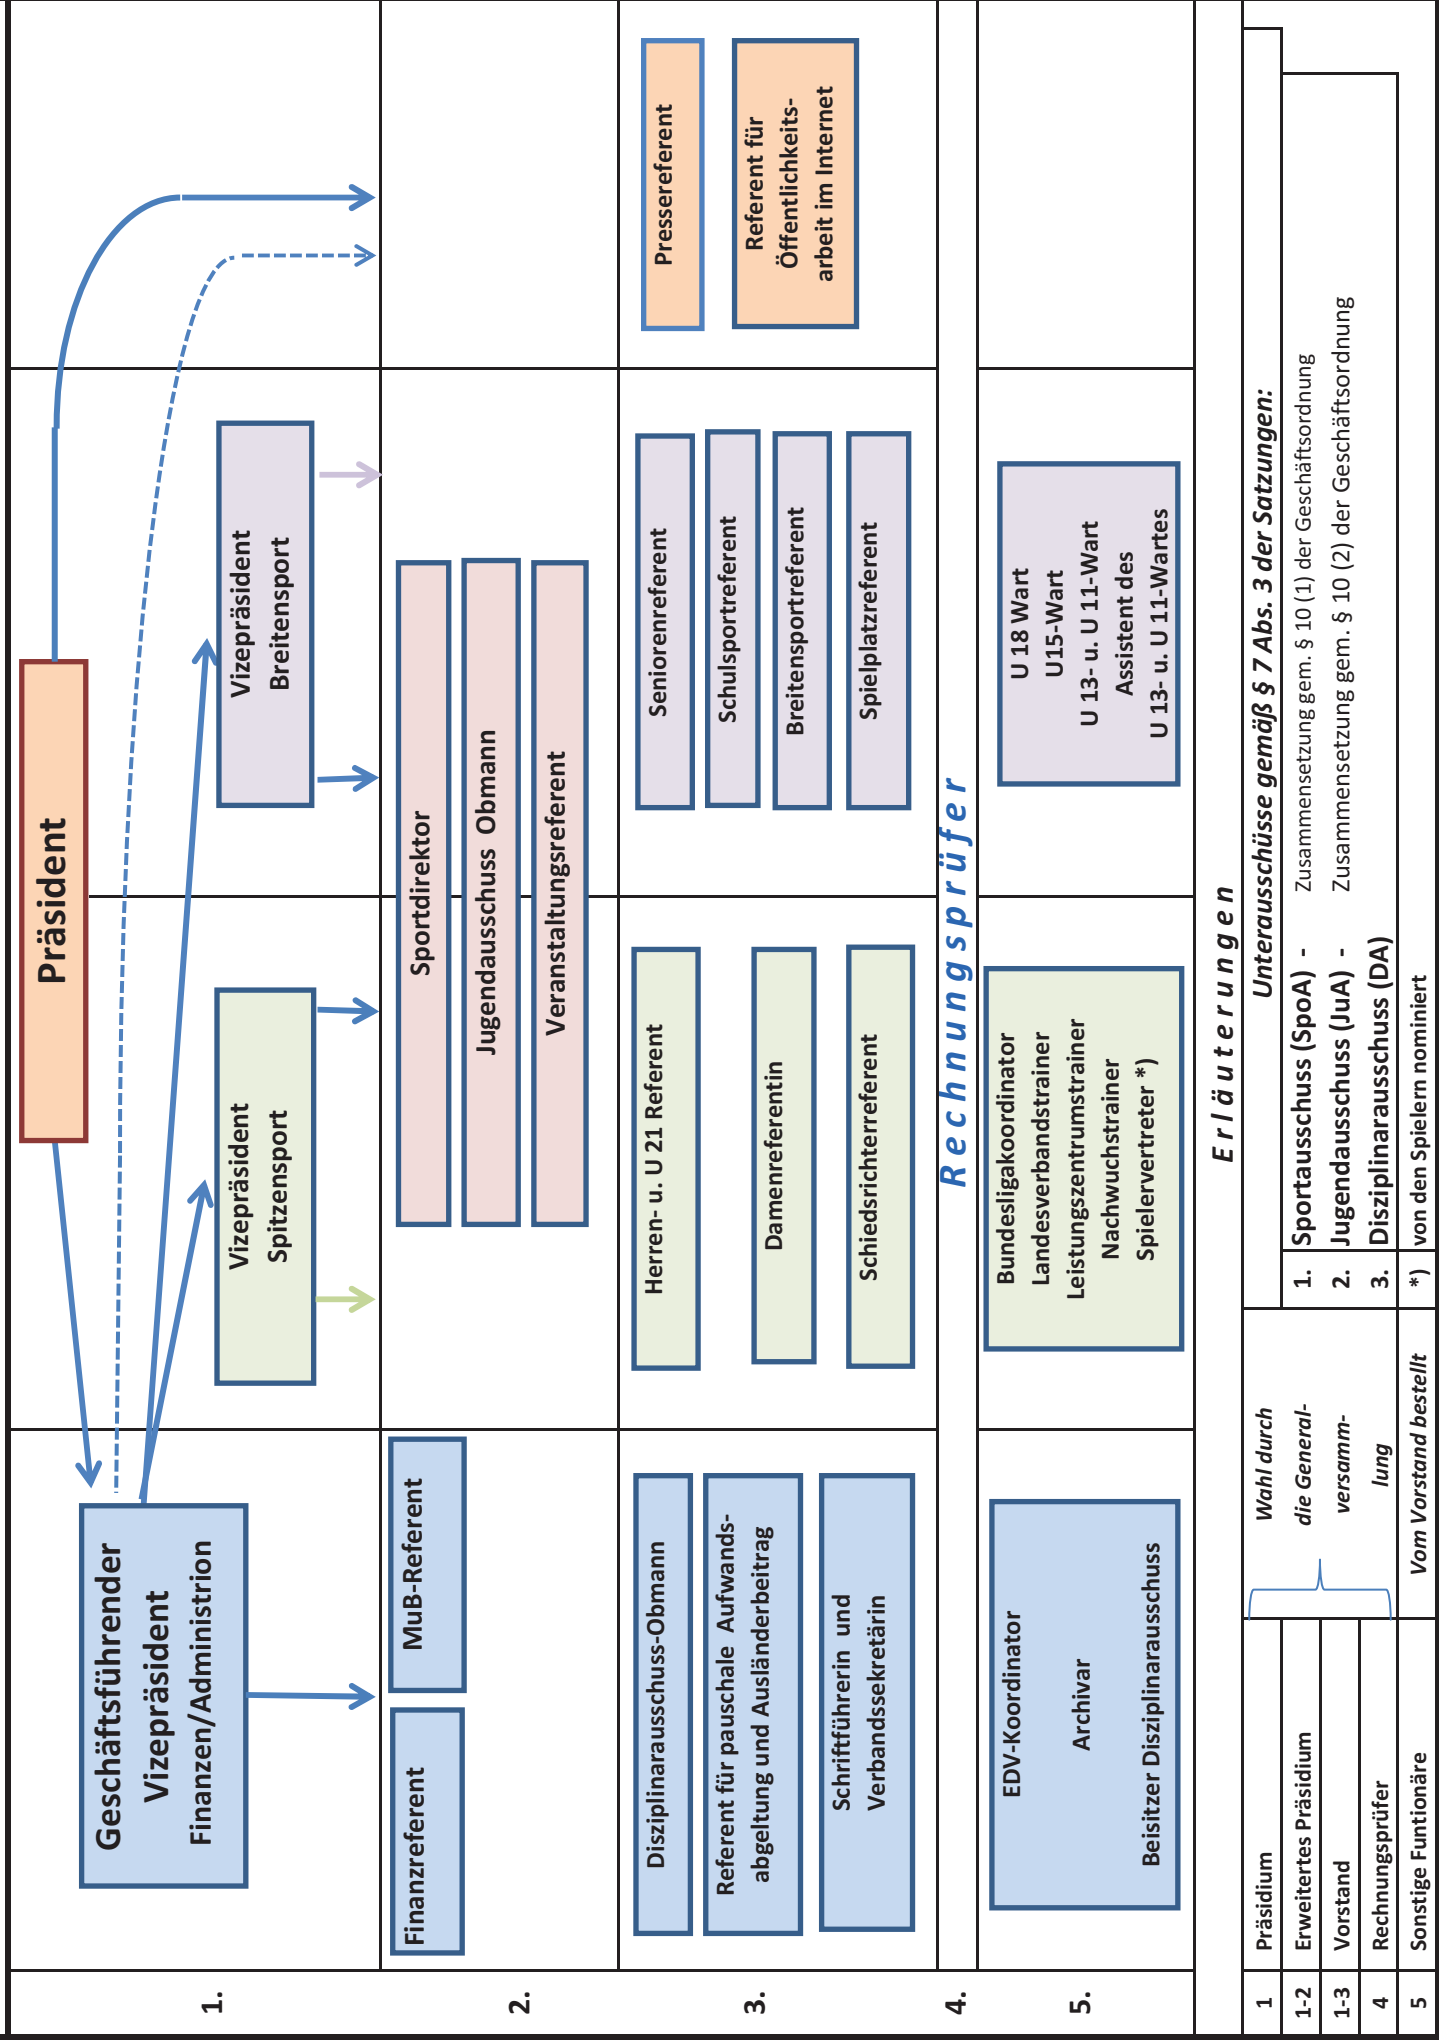 Präsident
Geschäftsführender
Vizepräsident
Finanzen/Administrion
Vizepräsident
Spitzensport
Vizepräsident
Breitensport
1.
Finanzreferent
MuB-Referent
Sportdirektor
Jugendausschuss Obmann
Veranstaltungsreferent
2.
Disziplinarausschuss-Obmann
Referent für pauschale Aufwands-
abgeltung und Ausländerbeitrag
Schriftführerin und
Verbandssekretärin
Herren- u. U 21 Referent
Damenreferentin
Schiedsrichterreferent
Seniorenreferent
Schulsportreferent
Breitensportreferent
Spielplatzreferent
Pressereferent
Referent für
Öffentlichkeits-
arbeit im Internet
3.
4.
Rechnungsprüfer
5.
EDV-Koordinator
Archivar
Beisitzer Disziplinarausschuss
Bundesligakoordinator
Landesverbandstrainer
Leistungszentrumstrainer
Nachwuchstrainer
Spielervertreter *)
U 18 Wart
U15-Wart
U 13- u. U 11-Wart
Assistent des
U 13- u. U 11-Wartes
Erläuterungen
1 Präsidium
1-2 Erweitertes Präsidium
1-3 Vorstand
4 Rechnungsprüfer
5 Sonstige Funtionäre
Wahl durch
die General-
versamm-
lung
Vom Vorstand bestellt
Unterausschüsse gemäß § 7 Abs. 3 der Satzungen:
1. Sportausschuss (SpoA) - Zusammensetzung gem. § 10 (1) der Geschäftsordnung
2. Jugendausschuss (JuA) - Zusammensetzung gem. § 10 (2) der Geschäftsordnung
3. Disziplinarausschuss (DA)
*) von den Spielern nominiert